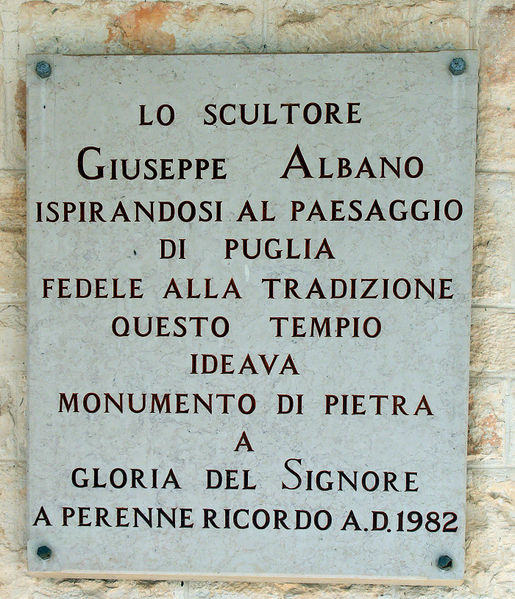 LO SCULTORE
GIUSEPPE ALBANO
ISPIRANDOSI AL PAESAGGIO
DI PUGLIA
FEDELE ALLA TRADIZIONE
QUESTO TEMPIO
IDEAVA
MONUMENTO DI PIETRA
A
GLORIA DEL SIGNORE
A PERENNE RICORDO A.D.1982